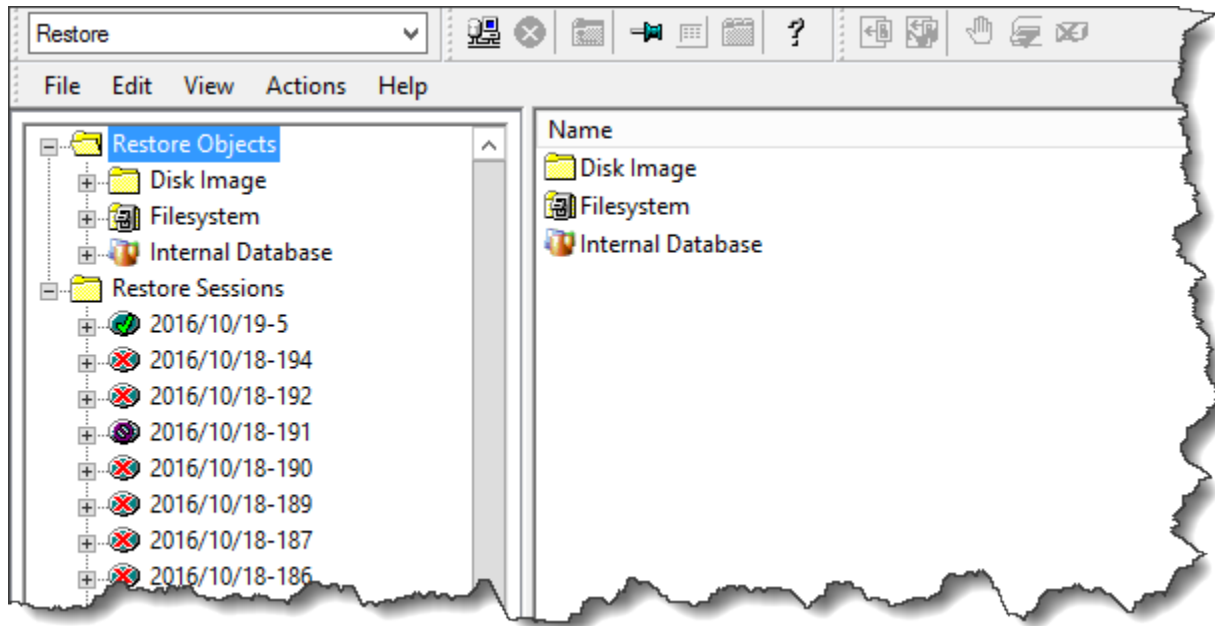 Restore
File Edit View Actions Help
Restore Objects
Disk Image
Filesystem
Internal Database
Restore Sessions
2016/10/19-5
2016/10/18-194
2016/10/18-192
2016/10/18-191
2016/10/18-190
2016/10/18-189
2016/10/18-187
2016/10/18-186
Name
Disk Image
Filesystem
Internal Database